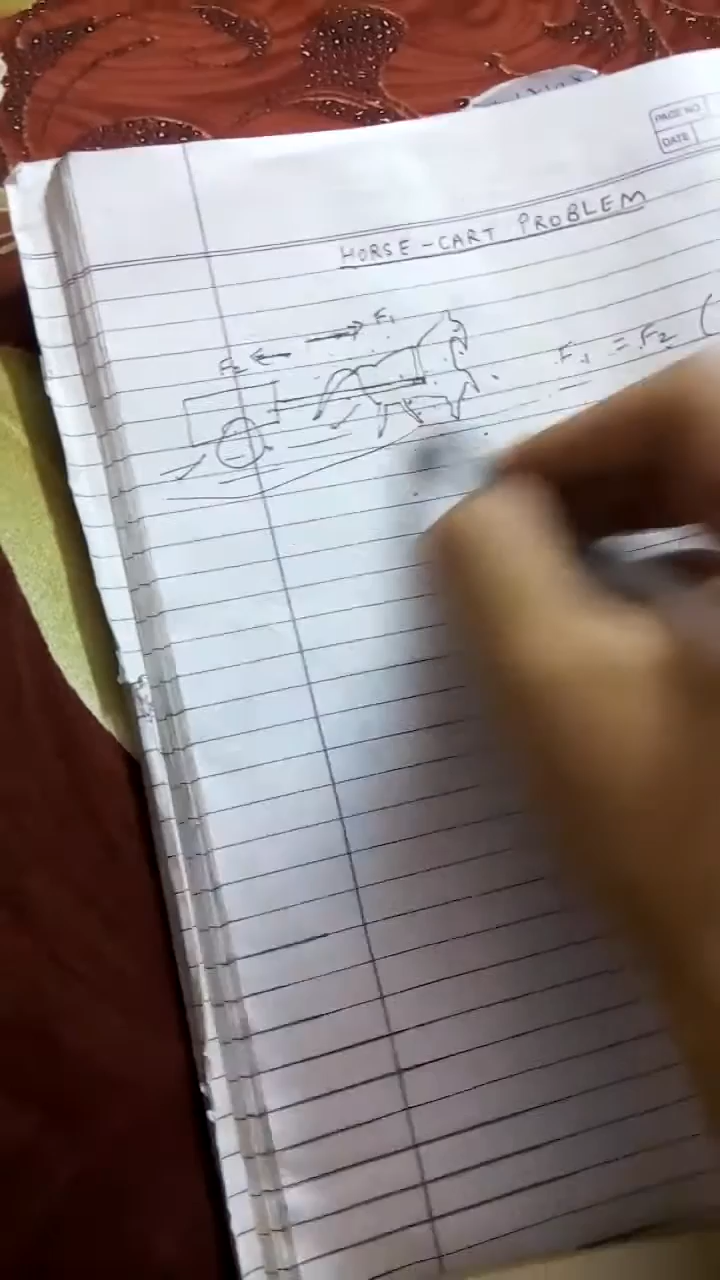 PAGE NO.
DATE
HORSE-CART PROBLEM
F₁
F₂
F₁ = F₂ (